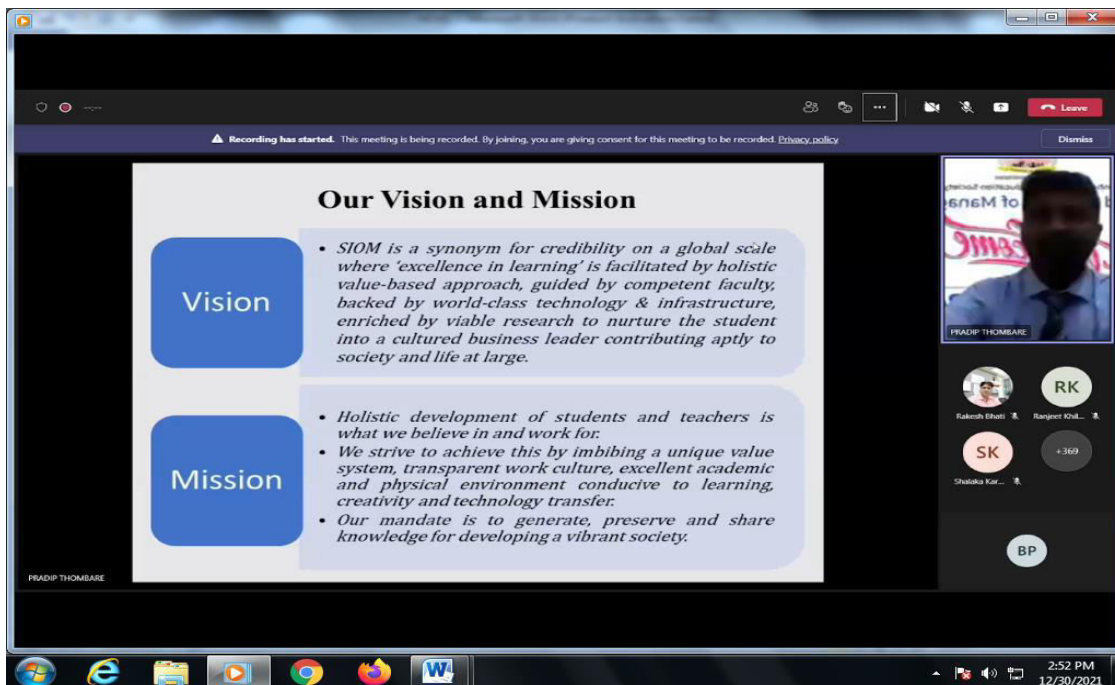 Leave
Recording has started. This meeting is being recorded. By joining, you are giving consent for this meeting to be recorded. Privacy policy
Dismiss
Our Vision and Mission
Vision
• SIOM is a synonym for credibility on a global scale
where ‘excellence in learning’ is facilitated by holistic
value-based approach, guided by competent faculty,
backed by world-class technology & infrastructure,
enriched by viable research to nurture the student
into a cultured business leader contributing aptly to
society and life at large.
Mission
• Holistic development of students and teachers is
what we believe in and work for.
• We strive to achieve this by imbibing a unique value
system, transparent work culture, excellent academic
and physical environment conducive to learning,
creativity and technology transfer.
• Our mandate is to generate, preserve and share
knowledge for developing a vibrant society.
PRADIP THOMBARE
of Manag
PRADIP THOMBARE
RK
Rakesh Bhati
Ranjeet Khil...
SK
+369
Shalaka Kar...
BP
2:52 PM
12/30/2021